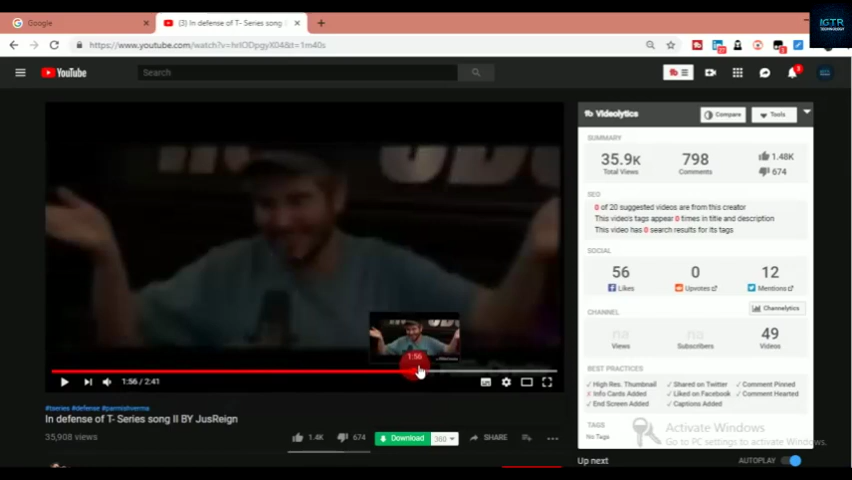 Google
(3) In defense of T- Series song I
IGTR
TECHNOLOGY
https://www.youtube.com/watch?v=hrIODpgyX04&t=1m40s
YouTube
Search
Videolytics
Compare
Tools
SUMMARY
35.9K
Total Views
798
Comments
1.48K
674
SEO
0 of 20 suggested videos are from this creator
This video's tags appear 0 times in title and description
This video has 0 search results for its tags
SOCIAL
56
Likes
0
Upvotes
12
Mentions
Channelytics
CHANNEL
na
Views
na
Subscribers
49
Videos
BEST PRACTICES
✓ High Res. Thumbnail
✓ Shared on Twitter
✓ Comment Pinned
✗ Info Cards Added
✓ Liked on Facebook
✓ Comment Hearted
✓ End Screen Added
✓ Captions Added
TAGS
No Tags
1:56
1:56 / 2:41
#tseries #defense #parmishverma
In defense of T- Series song II BY JusReign
35,908 views
1.4K
674
Download
360
SHARE
Activate Windows
Go to PC settings to activate Windows.
Up next
AUTOPLAY